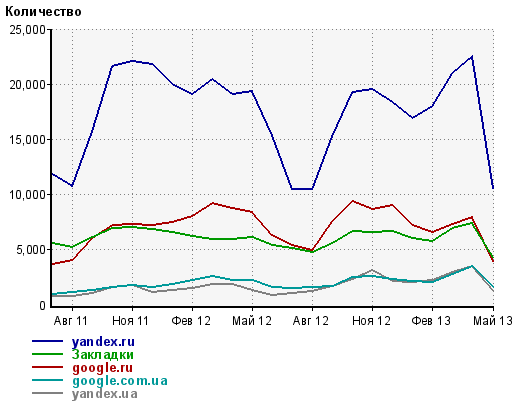 Количество
25,000
20,000
15,000
10,000
5,000
0
Авг 11 Ноя 11 Фев 12 Май 12 Авг 12 Ноя 12 Фев 13 Май 13
yandex.ru
Закладки
google.ru
google.com.ua
yandex.ua